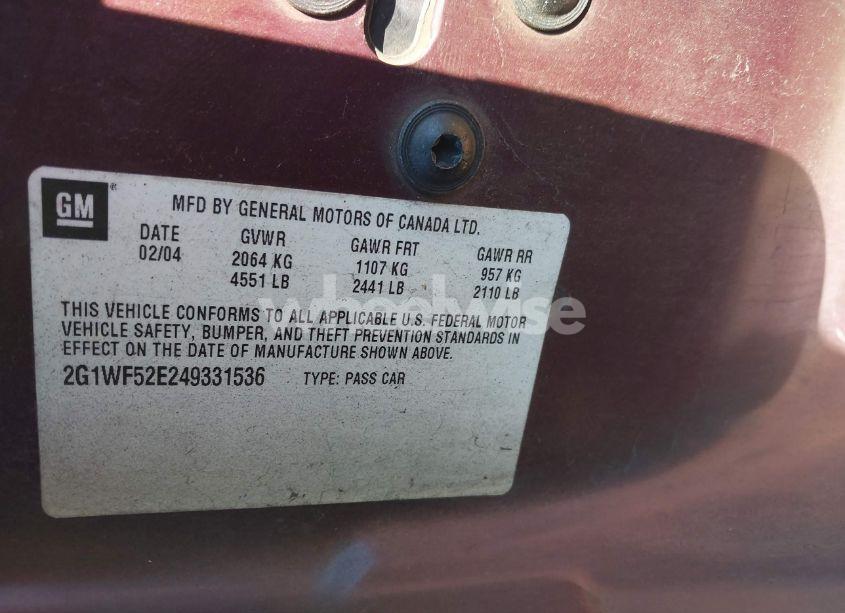 GM®
MFD BY GENERAL MOTORS OF CANADA LTD.
DATE GVWR GAWR FRT GAWR RR
02/04 2064 KG 1107 KG 957 KG
4551 LB 2441 LB 2110 LB
THIS VEHICLE CONFORMS TO ALL APPLICABLE U.S. FEDERAL MOTOR
VEHICLE SAFETY, BUMPER, AND THEFT PREVENTION STANDARDS IN
EFFECT ON THE DATE OF MANUFACTURE SHOWN ABOVE.
2G1WF52E249331536 TYPE: PASS CAR
wheelwise